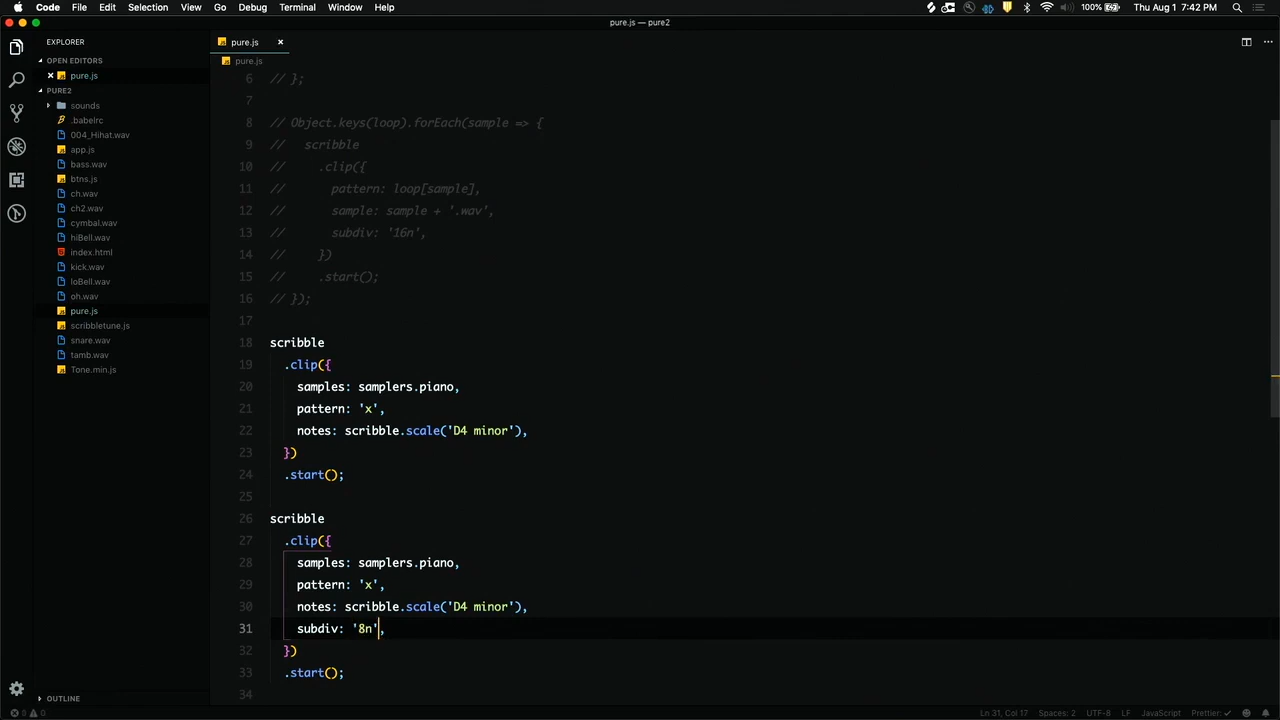 Code File Edit Selection View Go Debug Terminal Window Help 100% Thu Aug 1 7:42 PM
pure.js — pure2
EXPLORER
OPEN EDITORS
pure.js
PURE2
sounds
.babelrc
004_Hihat.wav
app.js
bass.wav
btns.js
ch.wav
ch2.wav
cymbal.wav
hiBell.wav
index.html
kick.wav
loBell.wav
oh.wav
pure.js
scribbletune.js
snare.wav
tamb.wav
Tone.min.js
OUTLINE
pure.js
pure.js
6 // };
7
8 // Object.keys(loop).forEach(sample => {
9 //   scribble
10 //     .clip({
11 //       pattern: loop[sample],
12 //       sample: sample + '.wav',
13 //       subdiv: '16n',
14 //     })
15 //     .start();
16 // });
17
18 scribble
19   .clip({
20     samples: samplers.piano,
21     pattern: 'x',
22     notes: scribble.scale('D4 minor'),
23   })
24   .start();
25
26 scribble
27   .clip({
28     samples: samplers.piano,
29     pattern: 'x',
30     notes: scribble.scale('D4 minor'),
31     subdiv: '8n',
32   })
33   .start();
34
Ln 31, Col 17 Spaces: 2 UTF-8 LF JavaScript Prettier: ✓